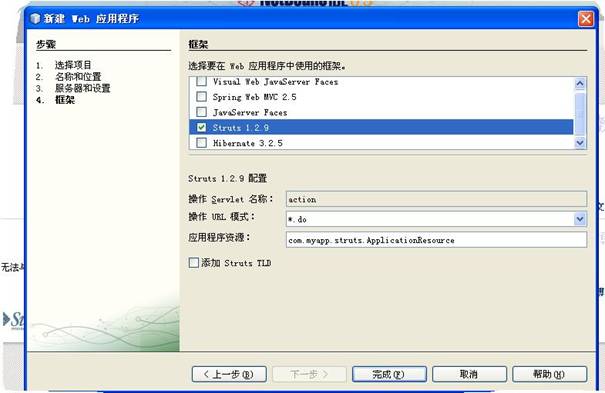 新建 Web 应用程序
步骤
1. 选择项目
2. 名称和位置
3. 服务器和设置
4. 框架
框架
选择要在 Web 应用程序中使用的框架。
Visual Web JavaServer Faces
Spring Web MVC 2.5
JavaServer Faces
Struts 1.2.9
Hibernate 3.2.5
Struts 1.2.9 配置
操作 Servlet 名称： action
操作 URL 模式： *.do
应用程序资源： com.myapp.struts.ApplicationResource
添加 Struts TLD
无法与
文
St
< 上一步(B)
下一步 >
完成(F)
取消
帮助(H)